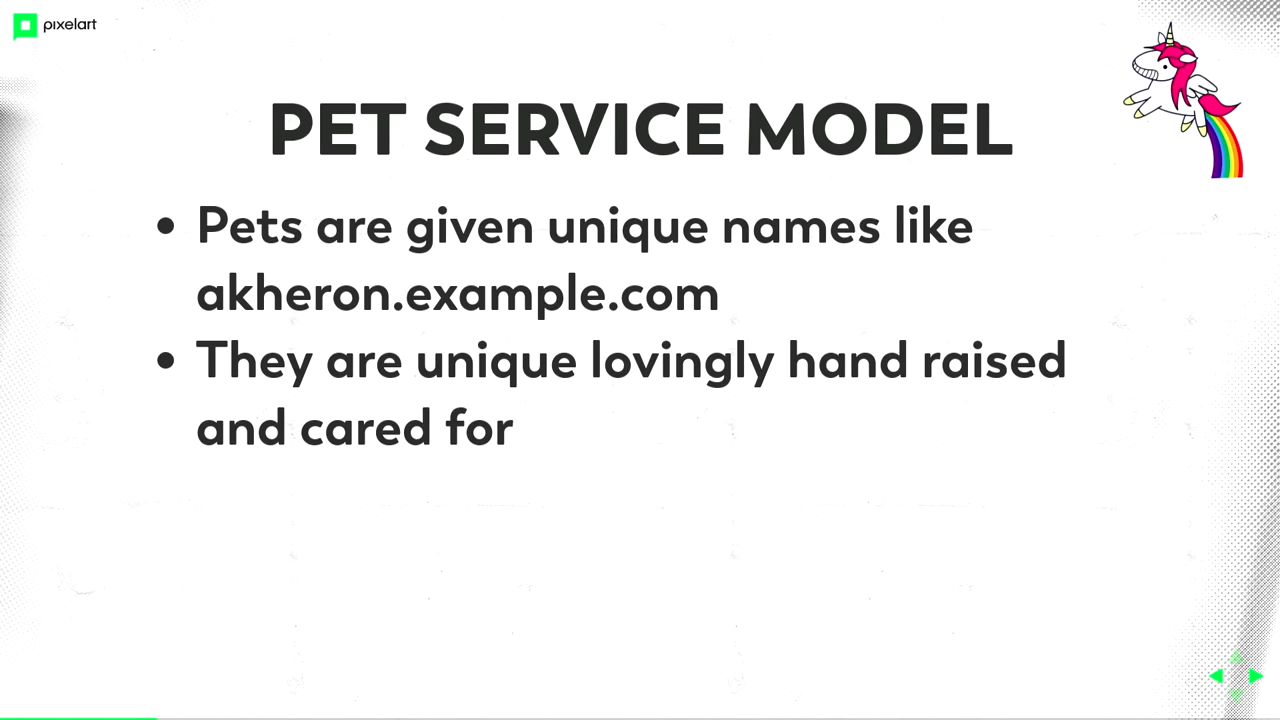 pixelart
PET SERVICE MODEL
• Pets are given unique names like
akheron.example.com
• They are unique lovingly hand raised
and cared for